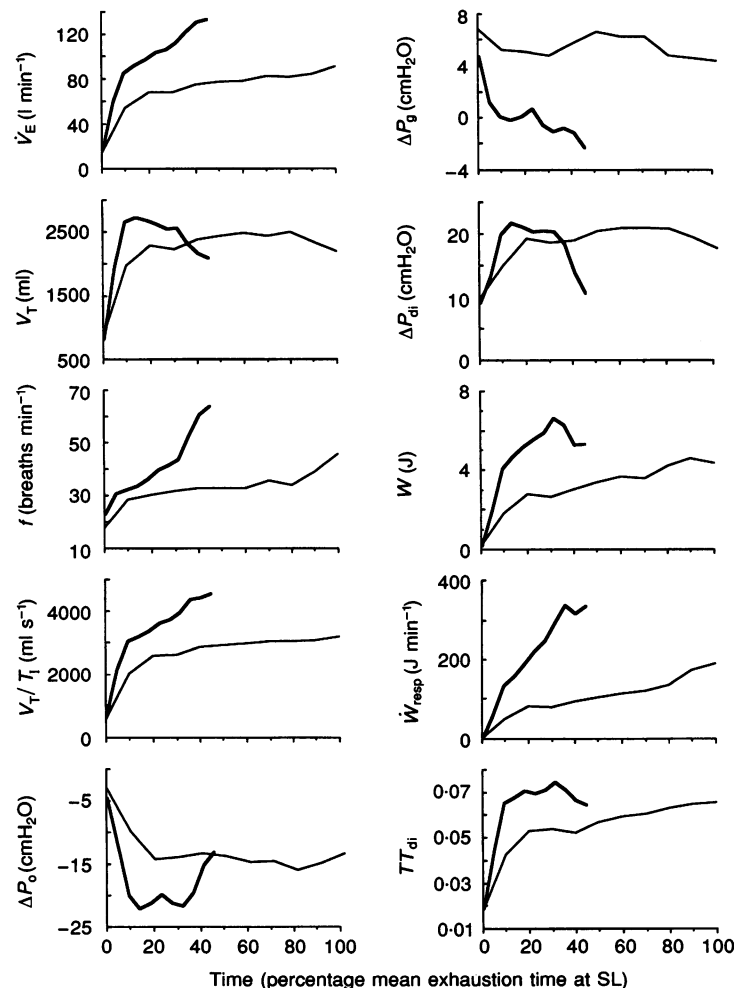 V̇E (l min−1)
120
80
40
0
ΔPg (cmH2O)
8
4
0
−4
VT (ml)
2500
1500
500
ΔPdi (cmH2O)
20
10
0
f (breaths min−1)
70
50
30
10
W (J)
8
4
0
VT/TI (ml s−1)
4000
2000
0
Ẇresp (J min−1)
400
200
0
ΔPo (cmH2O)
−5
−15
−25
0 20 40 60 80 100
TTdi
0·07
0·05
0·03
0·01
0 20 40 60 80 100
Time (percentage mean exhaustion time at SL)